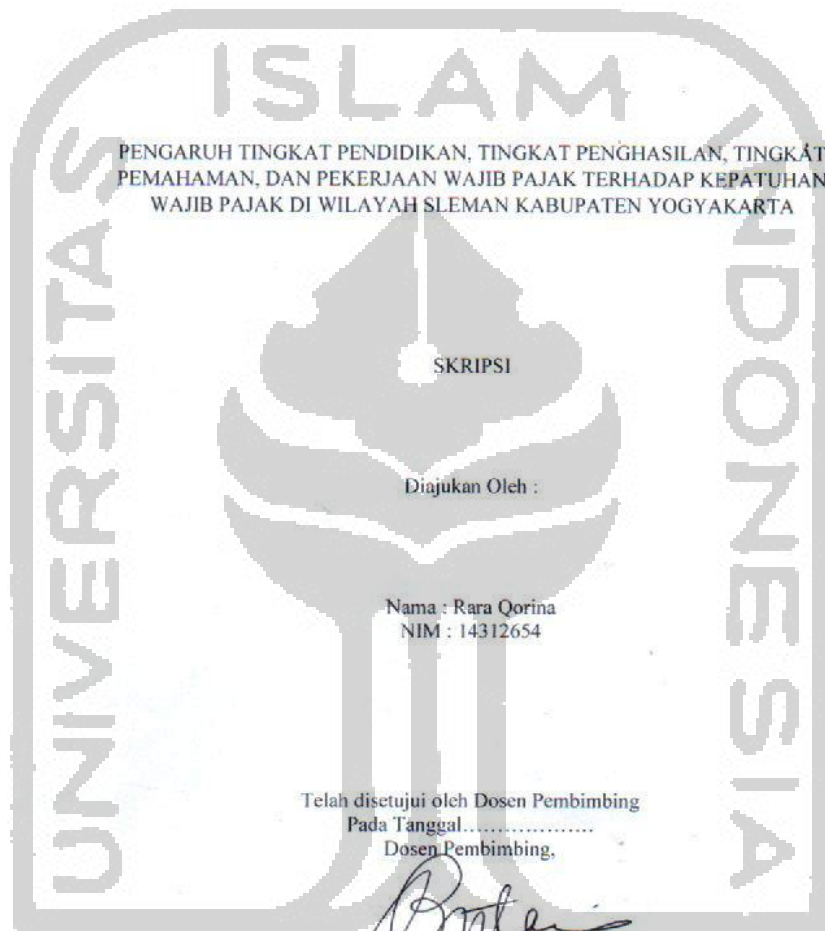 ISLAM
UNIVERSITAS
INDONESIA
PENGARUH TINGKAT PENDIDIKAN, TINGKAT PENGHASILAN, TINGKAT
PEMAHAMAN, DAN PEKERJAAN WAJIB PAJAK TERHADAP KEPATUHAN
WAJIB PAJAK DI WILAYAH SLEMAN KABUPATEN YOGYAKARTA
SKRIPSI
Diajukan Oleh :
Nama : Rara Qorina
NIM : 14312654
Telah disetujui oleh Dosen Pembimbing
Pada Tanggal...................
Dosen Pembimbing,